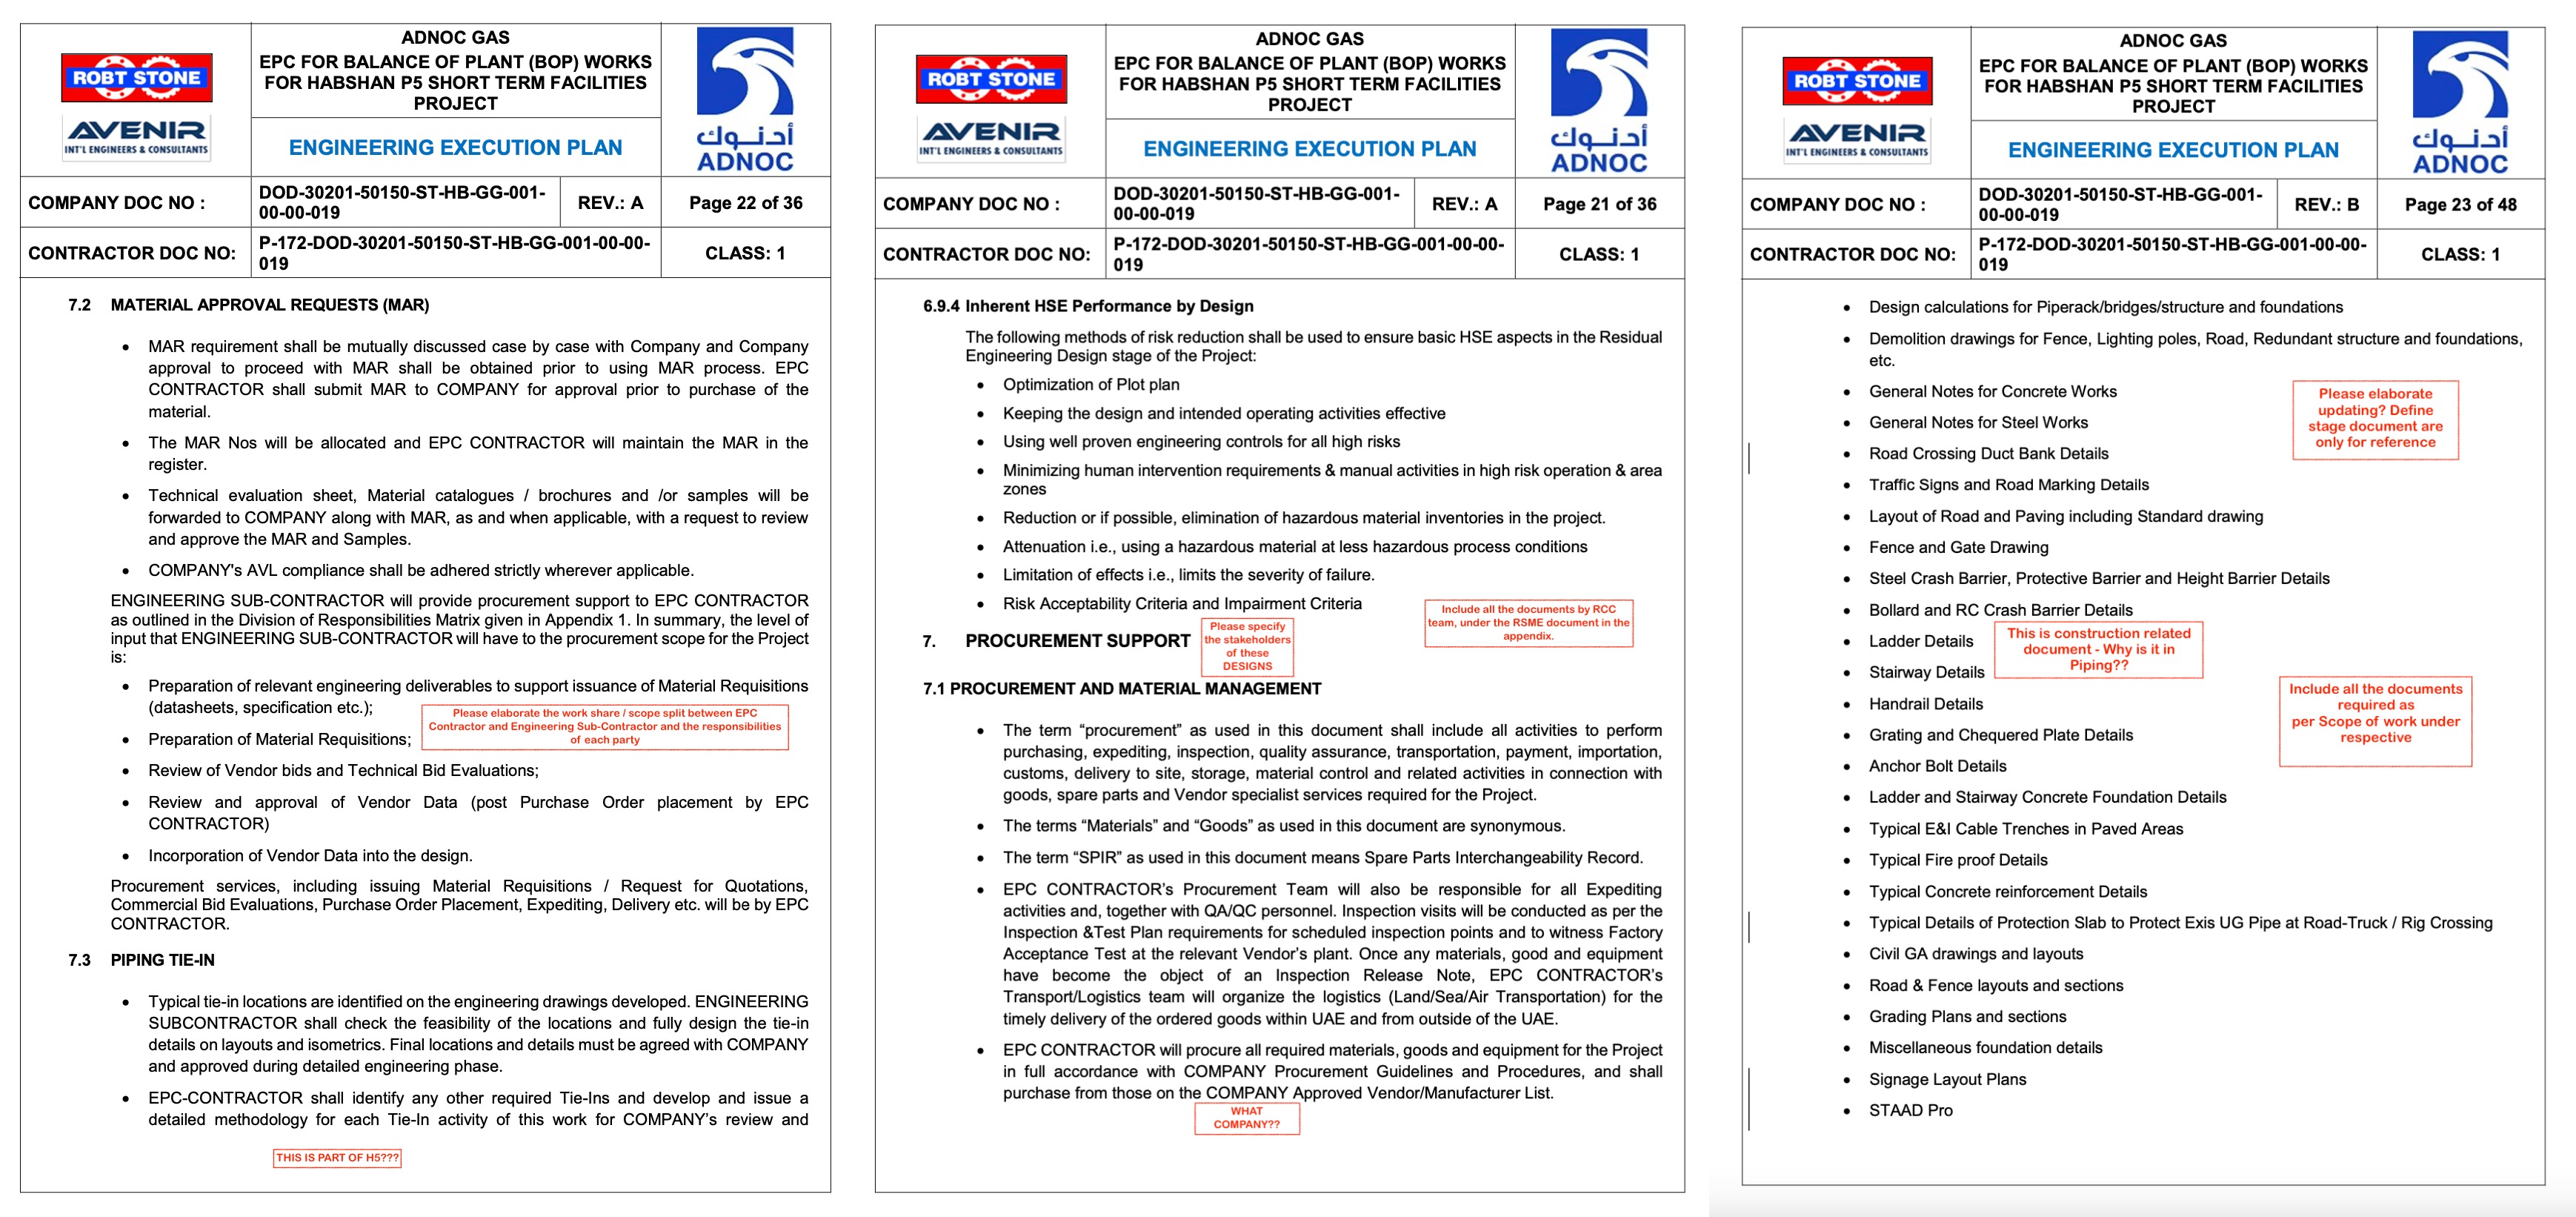 ROBT STONE
AVENIR
INT'L ENGINEERS & CONSULTANTS
ADNOC GAS
EPC FOR BALANCE OF PLANT (BOP) WORKS
FOR HABSHAN P5 SHORT TERM FACILITIES
PROJECT
ENGINEERING EXECUTION PLAN
أدنوك
ADNOC
COMPANY DOC NO :
DOD-30201-50150-ST-HB-GG-001-
00-00-019
REV.: A
Page 22 of 36
CONTRACTOR DOC NO:
P-172-DOD-30201-50150-ST-HB-GG-001-00-00-
019
CLASS: 1
7.2 MATERIAL APPROVAL REQUESTS (MAR)
• MAR requirement shall be mutually discussed case by case with Company and Company
approval to proceed with MAR shall be obtained prior to using MAR process. EPC
CONTRACTOR shall submit MAR to COMPANY for approval prior to purchase of the
material.
• The MAR Nos will be allocated and EPC CONTRACTOR will maintain the MAR in the
register.
• Technical evaluation sheet, Material catalogues / brochures and /or samples will be
forwarded to COMPANY along with MAR, as and when applicable, with a request to review
and approve the MAR and Samples.
• COMPANY's AVL compliance shall be adhered strictly wherever applicable.
ENGINEERING SUB-CONTRACTOR will provide procurement support to EPC CONTRACTOR
as outlined in the Division of Responsibilities Matrix given in Appendix 1. In summary, the level of
input that ENGINEERING SUB-CONTRACTOR will have to the procurement scope for the Project
is:
• Preparation of relevant engineering deliverables to support issuance of Material Requisitions
(datasheets, specification etc.);
Please elaborate the work share / scope split between EPC
Contractor and Engineering Sub-Contractor and the responsibilities
of each party
• Preparation of Material Requisitions;
• Review of Vendor bids and Technical Bid Evaluations;
• Review and approval of Vendor Data (post Purchase Order placement by EPC
CONTRACTOR)
• Incorporation of Vendor Data into the design.
Procurement services, including issuing Material Requisitions / Request for Quotations,
Commercial Bid Evaluations, Purchase Order Placement, Expediting, Delivery etc. will be by EPC
CONTRACTOR.
7.3 PIPING TIE-IN
• Typical tie-in locations are identified on the engineering drawings developed. ENGINEERING
SUBCONTRACTOR shall check the feasibility of the locations and fully design the tie-in
details on layouts and isometrics. Final locations and details must be agreed with COMPANY
and approved during detailed engineering phase.
• EPC-CONTRACTOR shall identify any other required Tie-Ins and develop and issue a
detailed methodology for each Tie-In activity of this work for COMPANY's review and
THIS IS PART OF H5???
ROBT STONE
AVENIR
INT'L ENGINEERS & CONSULTANTS
ADNOC GAS
EPC FOR BALANCE OF PLANT (BOP) WORKS
FOR HABSHAN P5 SHORT TERM FACILITIES
PROJECT
ENGINEERING EXECUTION PLAN
أدنوك
ADNOC
COMPANY DOC NO :
DOD-30201-50150-ST-HB-GG-001-
00-00-019
REV.: A
Page 21 of 36
CONTRACTOR DOC NO:
P-172-DOD-30201-50150-ST-HB-GG-001-00-00-
019
CLASS: 1
6.9.4 Inherent HSE Performance by Design
The following methods of risk reduction shall be used to ensure basic HSE aspects in the Residual
Engineering Design stage of the Project:
• Optimization of Plot plan
• Keeping the design and intended operating activities effective
• Using well proven engineering controls for all high risks
• Minimizing human intervention requirements & manual activities in high risk operation & area
zones
• Reduction or if possible, elimination of hazardous material inventories in the project.
• Attenuation i.e., using a hazardous material at less hazardous process conditions
• Limitation of effects i.e., limits the severity of failure.
• Risk Acceptability Criteria and Impairment Criteria
Include all the documents by RCC
team, under the RSME document in the
appendix.
7. PROCUREMENT SUPPORT
Please specify
the stakeholders
of these
DESIGNS
7.1 PROCUREMENT AND MATERIAL MANAGEMENT
• The term “procurement” as used in this document shall include all activities to perform
purchasing, expediting, inspection, quality assurance, transportation, payment, importation,
customs, delivery to site, storage, material control and related activities in connection with
goods, spare parts and Vendor specialist services required for the Project.
• The terms “Materials” and “Goods” as used in this document are synonymous.
• The term “SPIR” as used in this document means Spare Parts Interchangeability Record.
• EPC CONTRACTOR’s Procurement Team will also be responsible for all Expediting
activities and, together with QA/QC personnel. Inspection visits will be conducted as per the
Inspection &Test Plan requirements for scheduled inspection points and to witness Factory
Acceptance Test at the relevant Vendor’s plant. Once any materials, good and equipment
have become the object of an Inspection Release Note, EPC CONTRACTOR’s
Transport/Logistics team will organize the logistics (Land/Sea/Air Transportation) for the
timely delivery of the ordered goods within UAE and from outside of the UAE.
• EPC CONTRACTOR will procure all required materials, goods and equipment for the Project
in full accordance with COMPANY Procurement Guidelines and Procedures, and shall
purchase from those on the COMPANY Approved Vendor/Manufacturer List.
WHAT
COMPANY??
ROBT STONE
AVENIR
INT'L ENGINEERS & CONSULTANTS
ADNOC GAS
EPC FOR BALANCE OF PLANT (BOP) WORKS
FOR HABSHAN P5 SHORT TERM FACILITIES
PROJECT
ENGINEERING EXECUTION PLAN
أدنوك
ADNOC
COMPANY DOC NO :
DOD-30201-50150-ST-HB-GG-001-
00-00-019
REV.: B
Page 23 of 48
CONTRACTOR DOC NO:
P-172-DOD-30201-50150-ST-HB-GG-001-00-00-
019
CLASS: 1
• Design calculations for Piperack/bridges/structure and foundations
• Demolition drawings for Fence, Lighting poles, Road, Redundant structure and foundations,
etc.
• General Notes for Concrete Works
• General Notes for Steel Works
Please elaborate
updating? Define
stage document are
only for reference
• Road Crossing Duct Bank Details
• Traffic Signs and Road Marking Details
• Layout of Road and Paving including Standard drawing
• Fence and Gate Drawing
• Steel Crash Barrier, Protective Barrier and Height Barrier Details
• Bollard and RC Crash Barrier Details
• Ladder Details
• Stairway Details
This is construction related
document - Why is it in
Piping??
• Handrail Details
• Grating and Chequered Plate Details
Include all the documents
required as
per Scope of work under
respective
• Anchor Bolt Details
• Ladder and Stairway Concrete Foundation Details
• Typical E&I Cable Trenches in Paved Areas
• Typical Fire proof Details
• Typical Concrete reinforcement Details
• Typical Details of Protection Slab to Protect Exis UG Pipe at Road-Truck / Rig Crossing
• Civil GA drawings and layouts
• Road & Fence layouts and sections
• Grading Plans and sections
• Miscellaneous foundation details
• Signage Layout Plans
• STAAD Pro